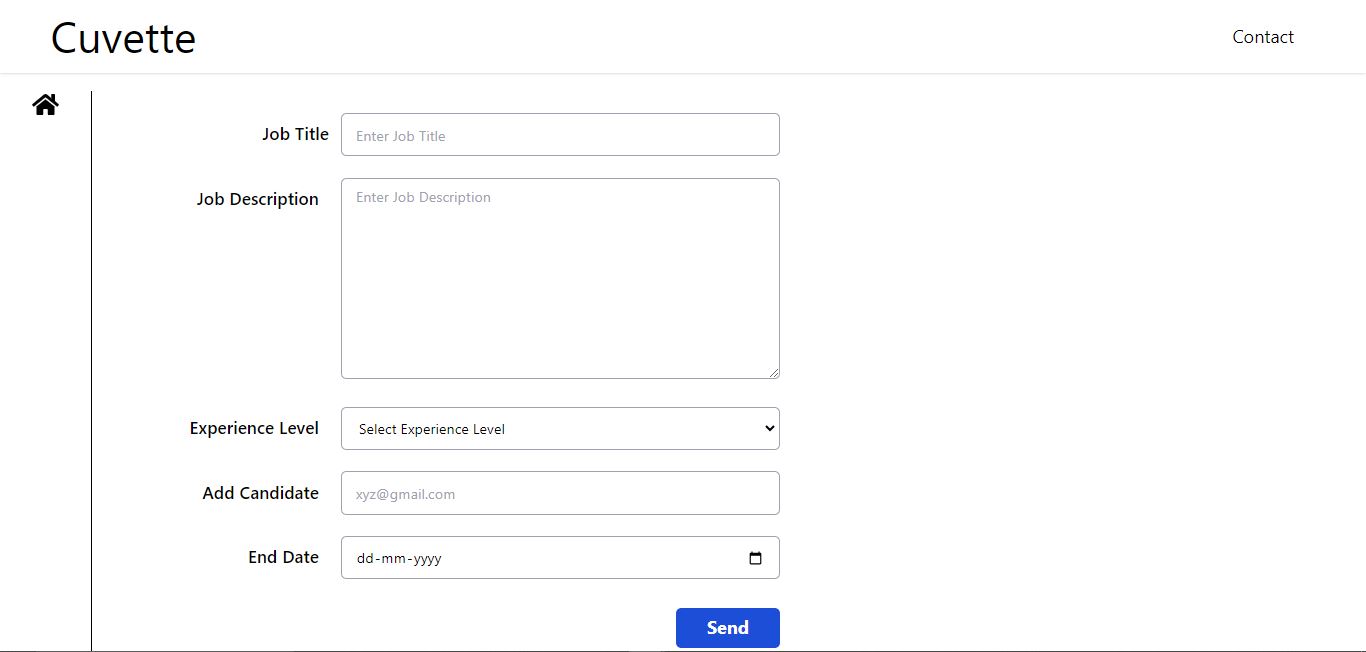 Cuvette
Contact
Job Title
Enter Job Title
Job Description
Enter Job Description
Experience Level
Select Experience Level
Add Candidate
xyz@gmail.com
End Date
dd-mm-yyyy
Send